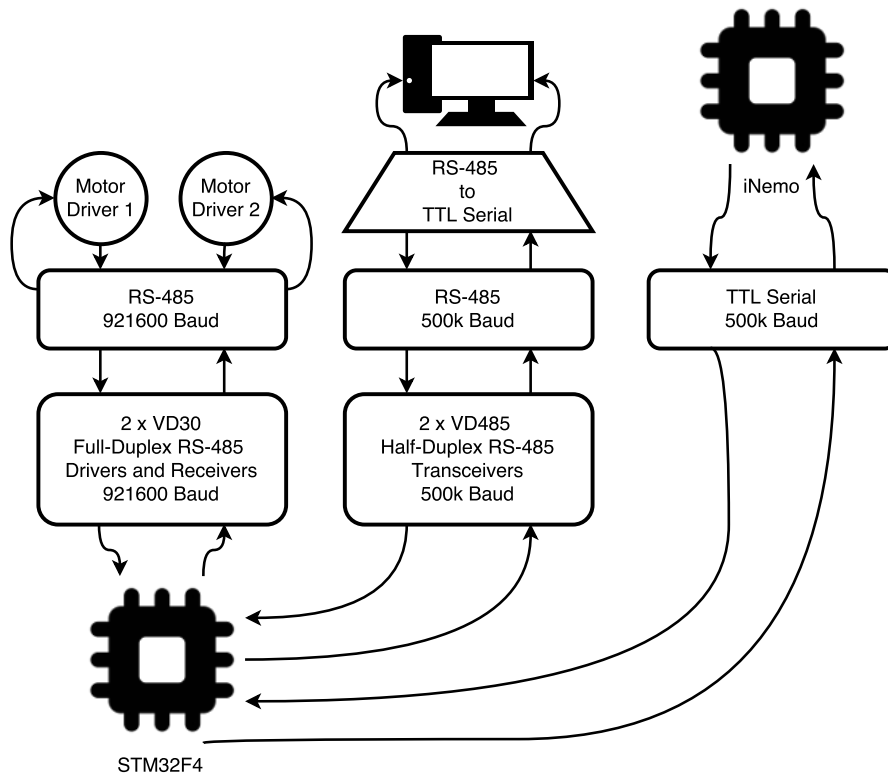 iNemo
Motor
Driver 1
Motor
Driver 2
RS-485
to
TTL Serial
RS-485
921600 Baud
RS-485
500k Baud
TTL Serial
500k Baud
2 x VD30
Full-Duplex RS-485
Drivers and Receivers
921600 Baud
2 x VD485
Half-Duplex RS-485
Transceivers
500k Baud
STM32F4